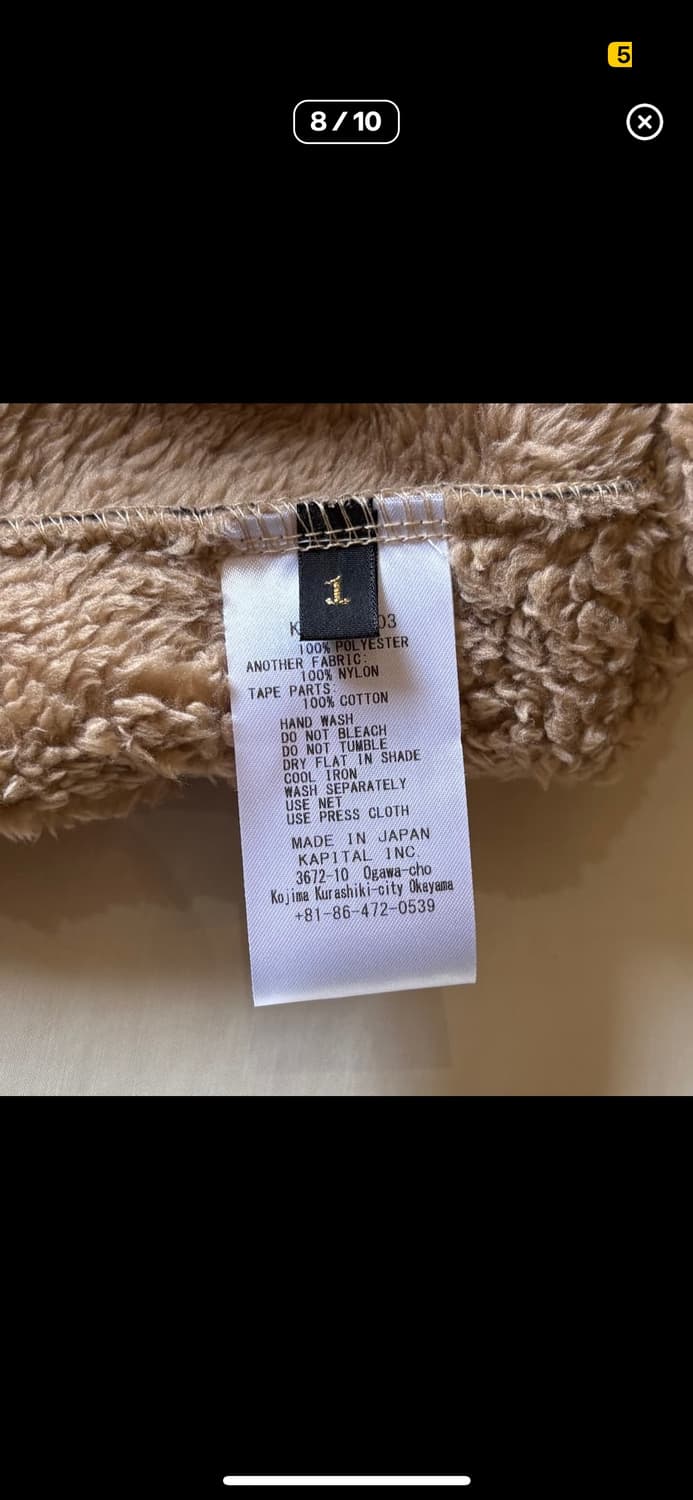 5
8 / 10
1
100% POLYESTER
ANOTHER FABRIC:
100% NYLON
TAPE PARTS:
100% COTTON
HAND WASH
DO NOT BLEACH
DO NOT TUMBLE
DRY FLAT IN SHADE
COOL IRON
WASH SEPARATELY
USE NET
USE PRESS CLOTH
MADE IN JAPAN
KAPITAL INC.
3672-10 Ogawa-cho
Kojima Kurashiki-city Okayama
+81-86-472-0539